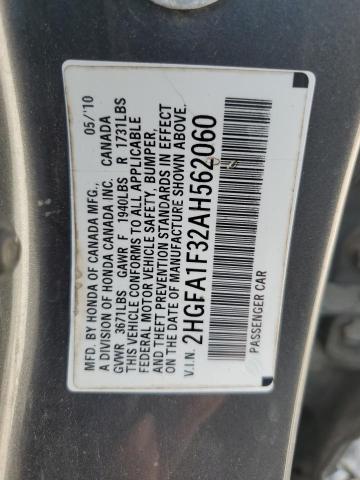 MFD. BY HONDA OF CANADA MFG., 05/'10
A DIVISION OF HONDA CANADA INC. CANADA
GVWR 3671LBS GAWR F 1940LBS R 1731LBS
THIS VEHICLE CONFORMS TO ALL APPLICABLE
FEDERAL MOTOR VEHICLE SAFETY, BUMPER,
AND THEFT PREVENTION STANDARDS IN EFFECT
ON THE DATE OF MANUFACTURE SHOWN ABOVE.
V.I.N. 2HGFA1F32AH562060
PASSENGER CAR